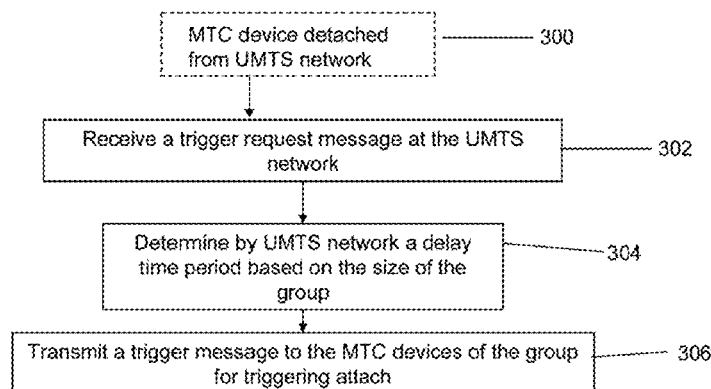 MTC device detached
from UMTS network
300
Receive a trigger request message at the UMTS
network
302
Determine by UMTS network a delay
time period based on the size of the
group
304
Transmit a trigger message to the MTC devices of the group
for triggering attach
306